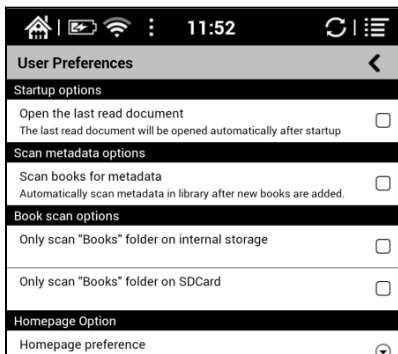 11:52
User Preferences
Startup options
Open the last read document
The last read document will be opened automatically after startup
Scan metadata options
Scan books for metadata
Automatically scan metadata in library after new books are added.
Book scan options
Only scan "Books" folder on internal storage
Only scan "Books" folder on SDCard
Homepage Option
Homepage preference